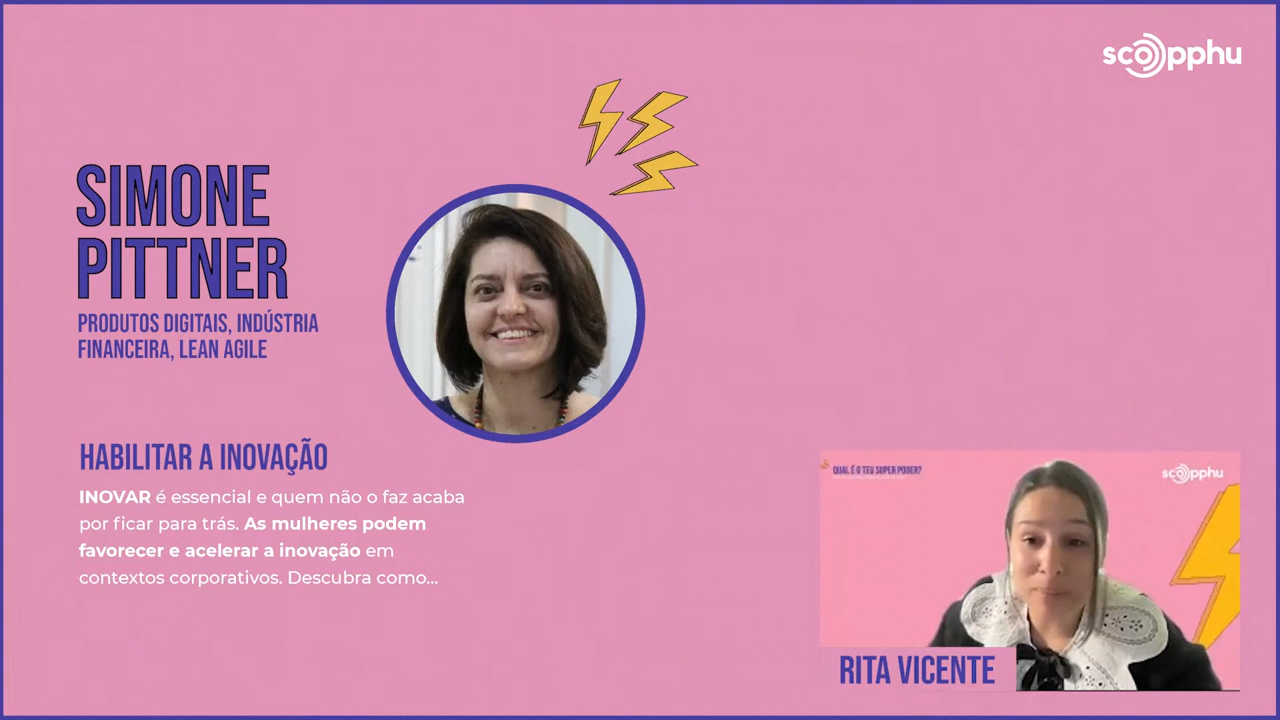 scopphu
SIMONE
PITTNER
PRODUTOS DIGITAIS, INDÚSTRIA
FINANCEIRA, LEAN AGILE
HABILITAR A INOVAÇÃO
INOVAR é essencial e quem não o faz acaba
por ficar para trás. As mulheres podem
favorecer e acelerar a inovação em
contextos corporativos. Descubra como...
QUAL É O TEU SUPER PODER?
scopphu
RITA VICENTE